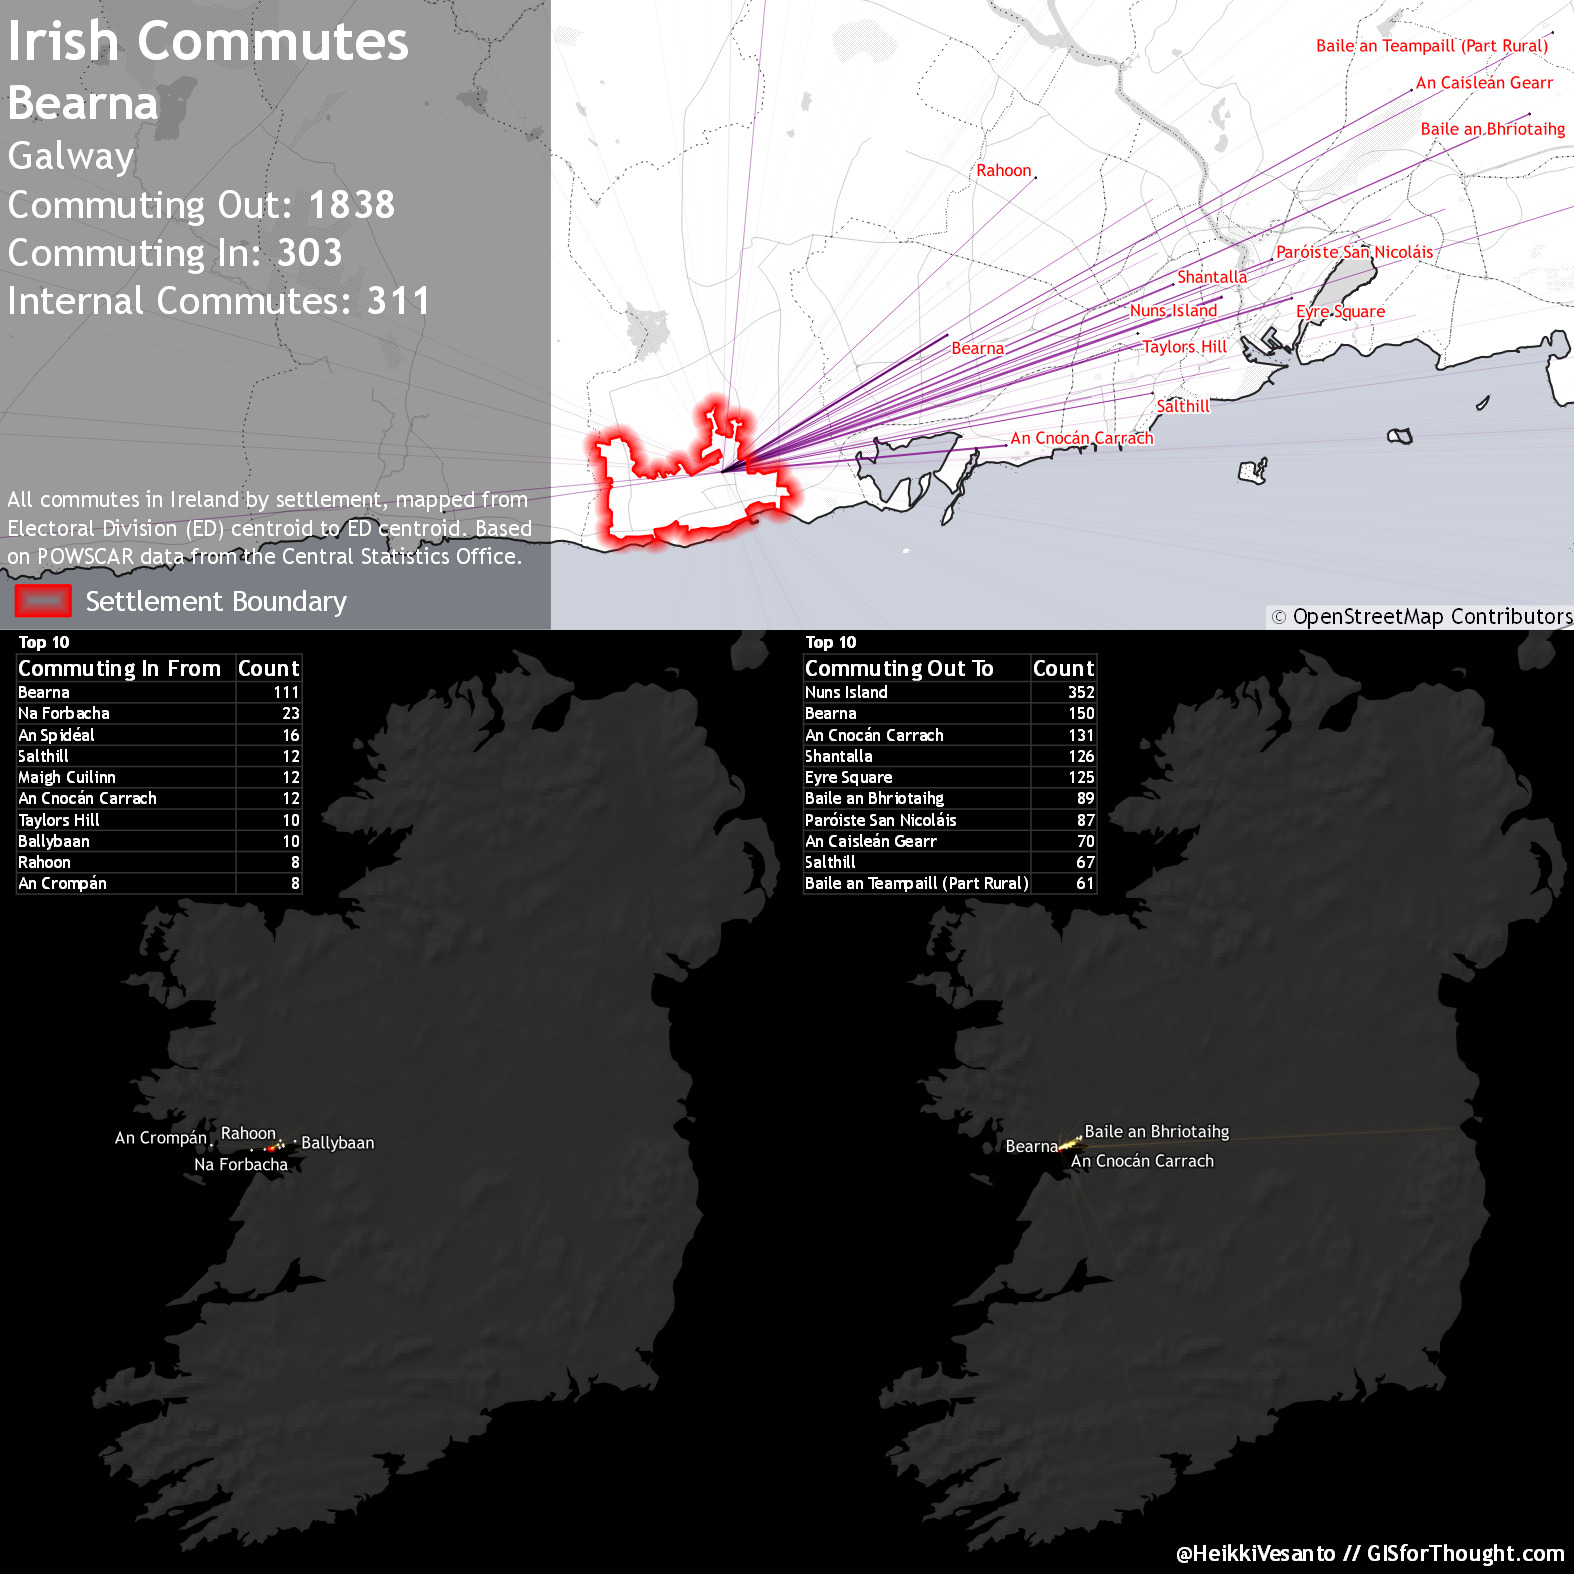 Irish Commutes
Bearna
Galway
Commuting Out: 1838
Commuting In: 303
Internal Commutes: 311
All commutes in Ireland by settlement, mapped from
Electoral Division (ED) centroid to ED centroid. Based
on POWSCAR data from the Central Statistics Office.
Settlement Boundary
Baile an Teampaill (Part Rural)
An Caisleán Gearr
Baile an Bhriotaihg
Rahoon
Paróiste San Nicoláis
Shantalla
Nuns Island
Eyre Square
Bearna
Taylors Hill
Salthill
An Cnocán Carrach
© OpenStreetMap Contributors
Top 10
Commuting In From Count
Bearna 111
Na Forbacha 23
An Spidéal 16
Salthill 12
Maigh Cuilinn 12
An Cnocán Carrach 12
Taylors Hill 10
Ballybaan 10
Rahoon 8
An Crompán 8
Top 10
Commuting Out To Count
Nuns Island 352
Bearna 150
An Cnocán Carrach 131
Shantalla 126
Eyre Square 125
Baile an Bhriotaihg 89
Paróiste San Nicoláis 87
An Caisleán Gearr 70
Salthill 67
Baile an Teampaill (Part Rural) 61
An Crompán
Rahoon
Ballybaan
Na Forbacha
Baile an Bhriotaihg
Bearna
An Cnocán Carrach
@HeikkiVesanto // GISforThought.com